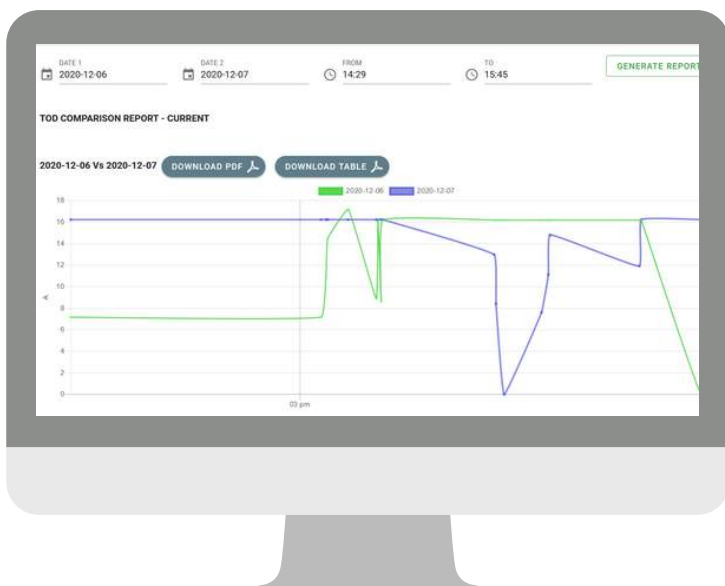 DATE 1
2020-12-06
DATE 2
2020-12-07
FROM
14:29
TO
15:45
GENERATE REPORT
TOD COMPARISON REPORT - CURRENT
2020-12-06 Vs 2020-12-07
DOWNLOAD PDF
DOWNLOAD TABLE
2020-12-06
2020-12-07
18
16
14
12
10
8
6
4
2
0
A
03 pm